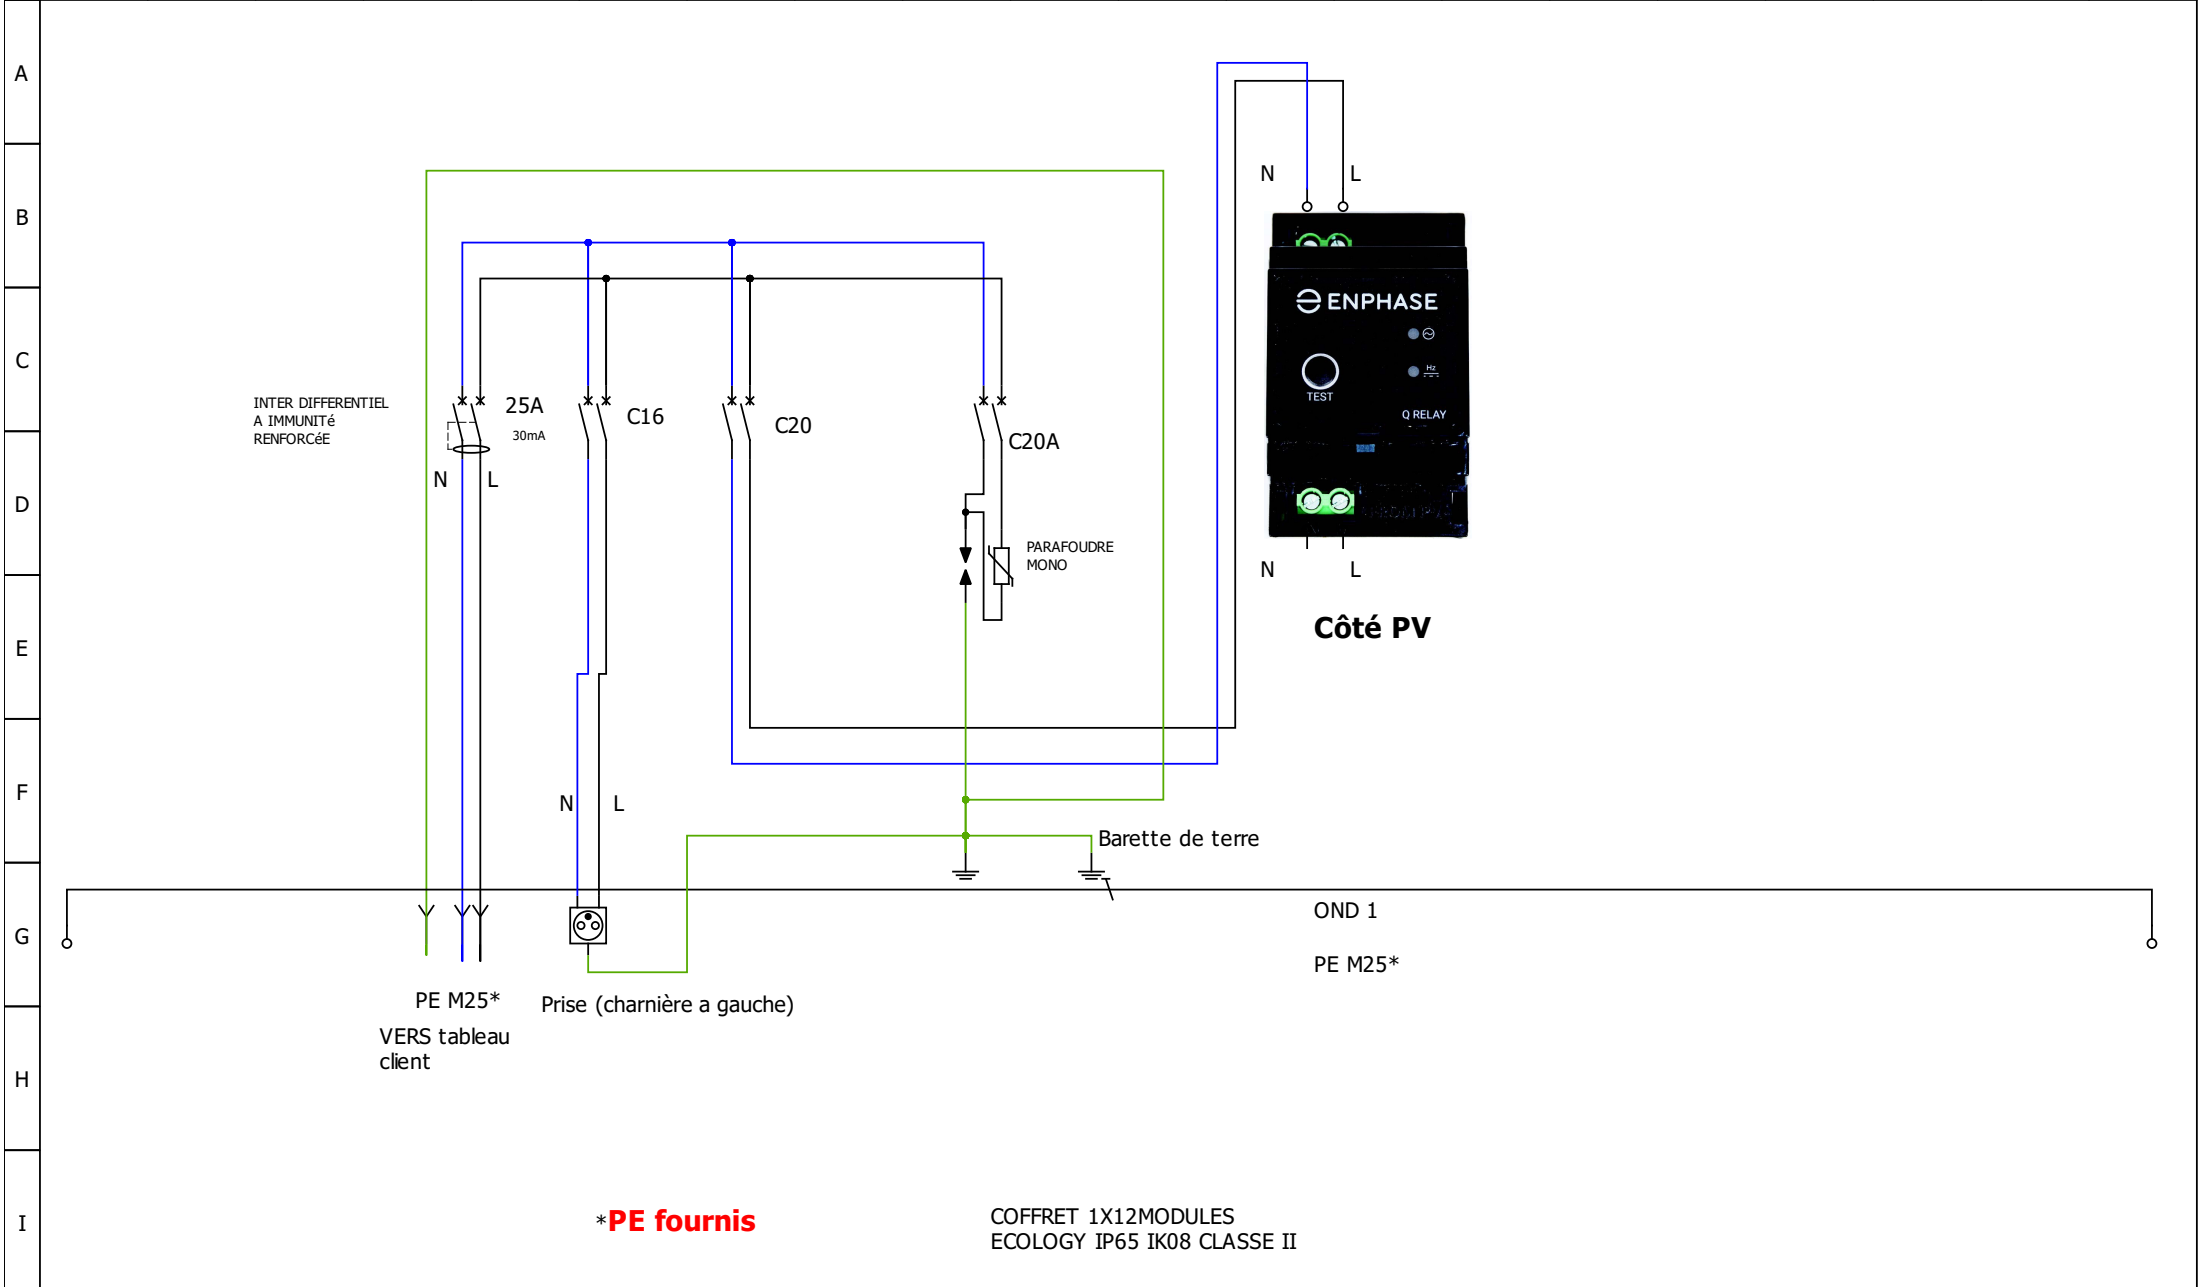 A
B
C
D
E
F
G
H
I
N
L
ENPHASE
Hz
TEST
Q RELAY
N
L
Côté PV
INTER DIFFERENTIEL
A IMMUNITé
RENFORCéE
25A
30mA
N
L
C16
C20
C20A
PARAFOUDRE
MONO
N
L
Barette de terre
OND 1
PE M25*
PE M25*
VERS tableau
client
Prise (charnière a gauche)
*PE fournis
COFFRET 1X12MODULES
ECOLOGY IP65 IK08 CLASSE II